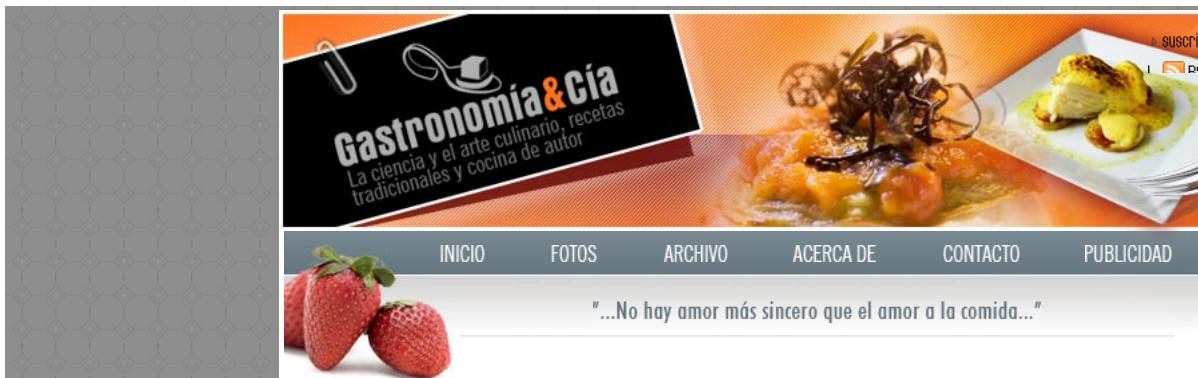 Gastronomía&Cía
La ciencia y el arte culinario, recetas
tradicionales y cocina de autor
INICIO FOTOS ARCHIVO ACERCA DE CONTACTO PUBLICIDAD
"...No hay amor más sincero que el amor a la comida..."